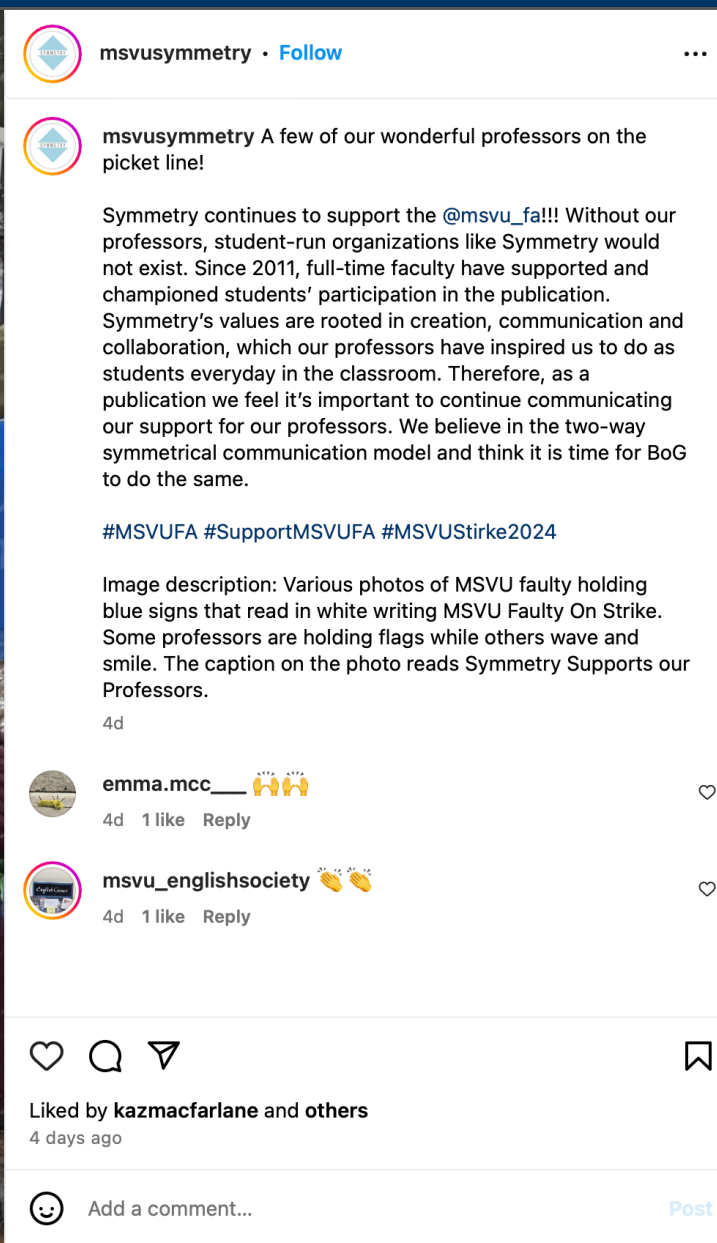 SYMMETRY
msvusymmetry • Follow
SYMMETRY
msvusymmetry A few of our wonderful professors on the
picket line!
Symmetry continues to support the @msvu_fa!!! Without our
professors, student-run organizations like Symmetry would
not exist. Since 2011, full-time faculty have supported and
championed students’ participation in the publication.
Symmetry’s values are rooted in creation, communication and
collaboration, which our professors have inspired us to do as
students everyday in the classroom. Therefore, as a
publication we feel it’s important to continue communicating
our support for our professors. We believe in the two-way
symmetrical communication model and think it is time for BoG
to do the same.
#MSVUFA #SupportMSVUFA #MSVUStirke2024
Image description: Various photos of MSVU faulty holding
blue signs that read in white writing MSVU Faulty On Strike.
Some professors are holding flags while others wave and
smile. The caption on the photo reads Symmetry Supports our
Professors.
4d
emma.mcc___ 🙌🙌
4d 1 like Reply
English Corner
msvu_englishsociety 👏👏
4d 1 like Reply
Liked by kazmacfarlane and others
4 days ago
Add a comment...
Post